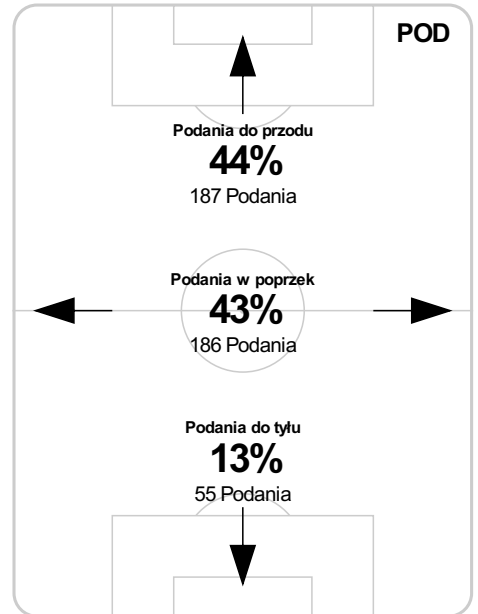 POD
Podania do przodu
44%
187 Podania
Podania w poprzek
43%
186 Podania
Podania do tyłu
13%
55 Podania